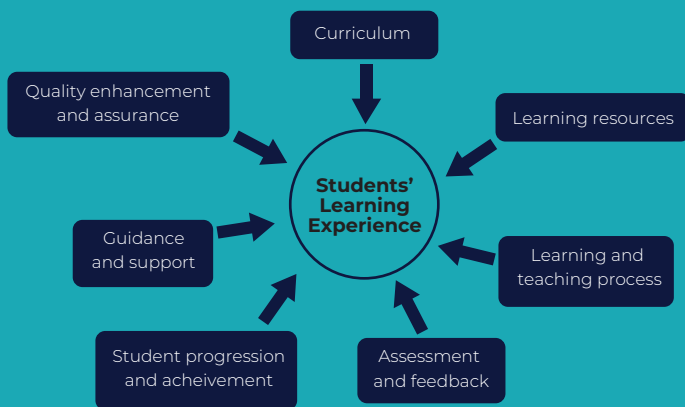 Curriculum
Quality enhancement
and assurance
Learning resources
Students'
Learning
Experience
Guidance
and support
Learning and
teaching process
Student progression
and acheivement
Assessment
and feedback